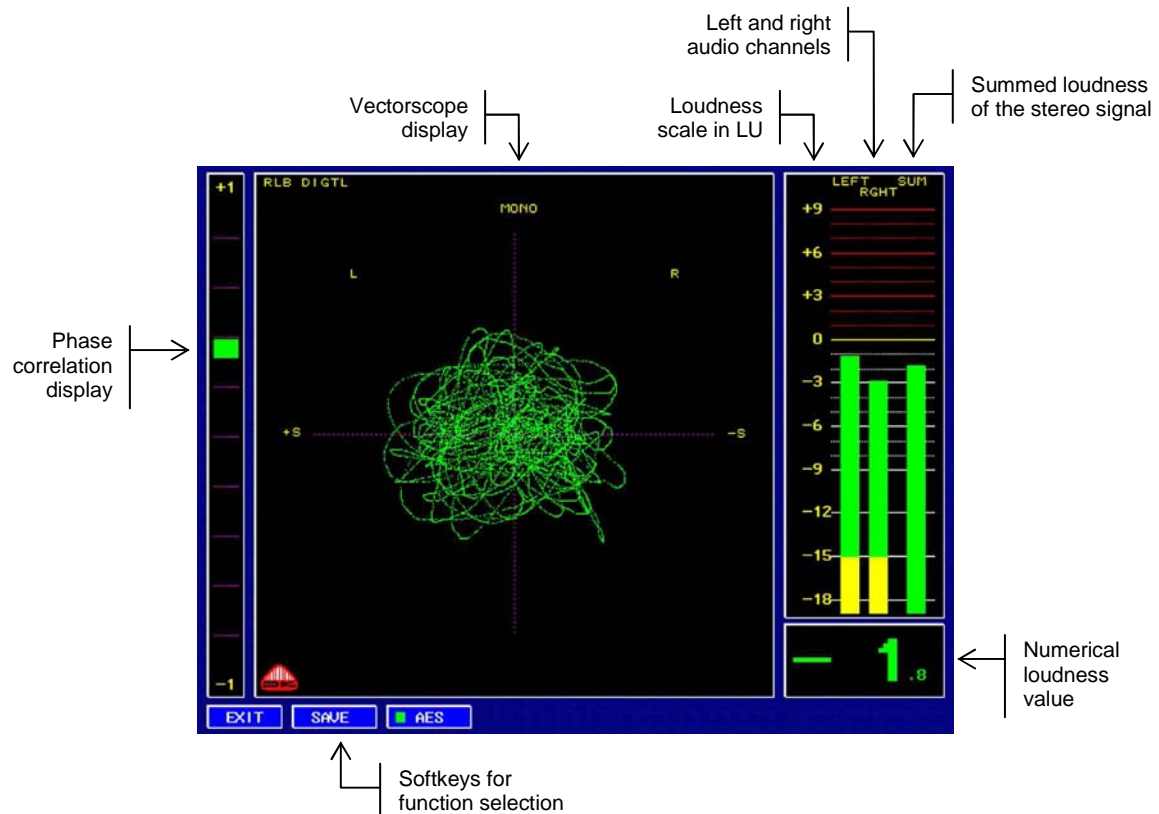 Left and right
audio channels
Vectorscope
display
Loudness
scale in LU
Summed loudness
of the stereo signal
Phase
correlation
display
+1
-1
RLB DIGTL
MONO
L
R
+S
-S
LEFT
RGHT
SUM
+9
+6
+3
0
-3
-6
-9
-12
-15
-18
- 1.8
Numerical
loudness
value
EXIT
SAVE
AES
Softkeys for
function selection